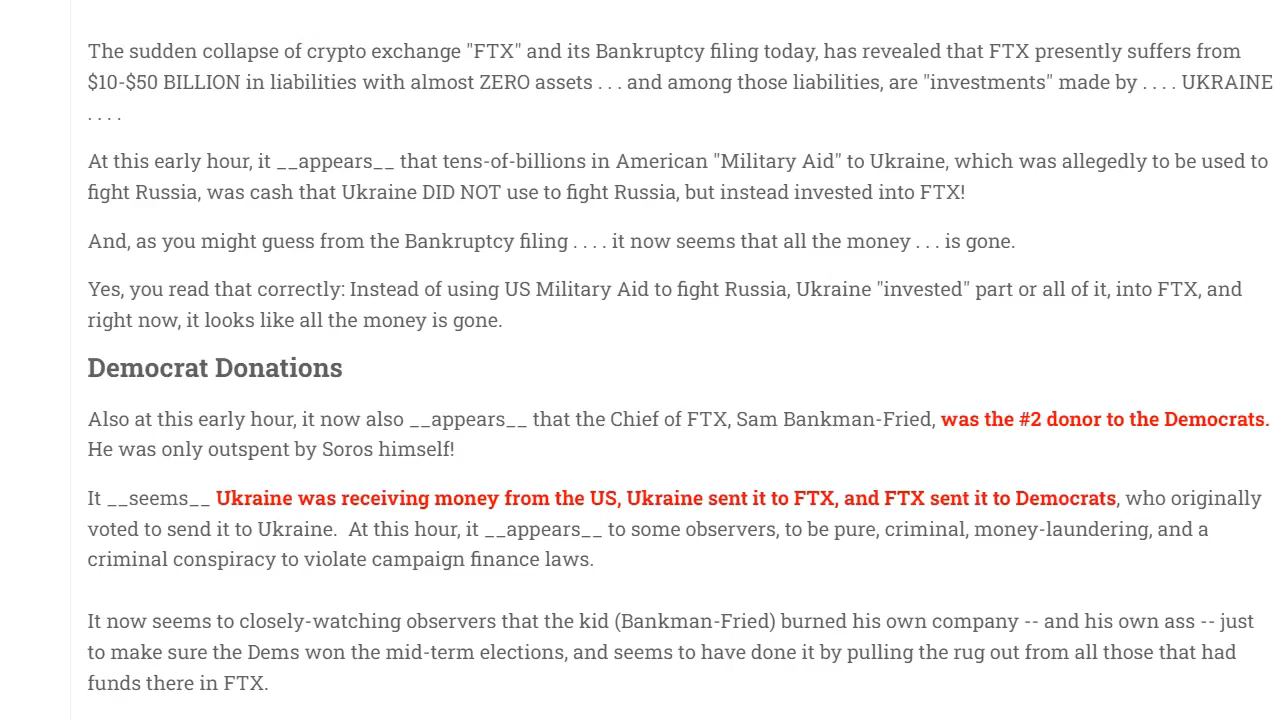 The sudden collapse of crypto exchange "FTX" and its Bankruptcy filing today, has revealed that FTX presently suffers from
$10-$50 BILLION in liabilities with almost ZERO assets . . . and among those liabilities, are "investments" made by . . . . UKRAINE
. . . .
At this early hour, it __appears__ that tens-of-billions in American "Military Aid" to Ukraine, which was allegedly to be used to
fight Russia, was cash that Ukraine DID NOT use to fight Russia, but instead invested into FTX!
And, as you might guess from the Bankruptcy filing . . . . it now seems that all the money . . . is gone.
Yes, you read that correctly: Instead of using US Military Aid to fight Russia, Ukraine "invested" part or all of it, into FTX, and
right now, it looks like all the money is gone.
Democrat Donations
Also at this early hour, it now also __appears__ that the Chief of FTX, Sam Bankman-Fried, was the #2 donor to the Democrats.
He was only outspent by Soros himself!
It __seems__ Ukraine was receiving money from the US, Ukraine sent it to FTX, and FTX sent it to Democrats, who originally
voted to send it to Ukraine.  At this hour, it __appears__ to some observers, to be pure, criminal, money-laundering, and a
criminal conspiracy to violate campaign finance laws.
It now seems to closely-watching observers that the kid (Bankman-Fried) burned his own company -- and his own ass -- just
to make sure the Dems won the mid-term elections, and seems to have done it by pulling the rug out from all those that had
funds there in FTX.